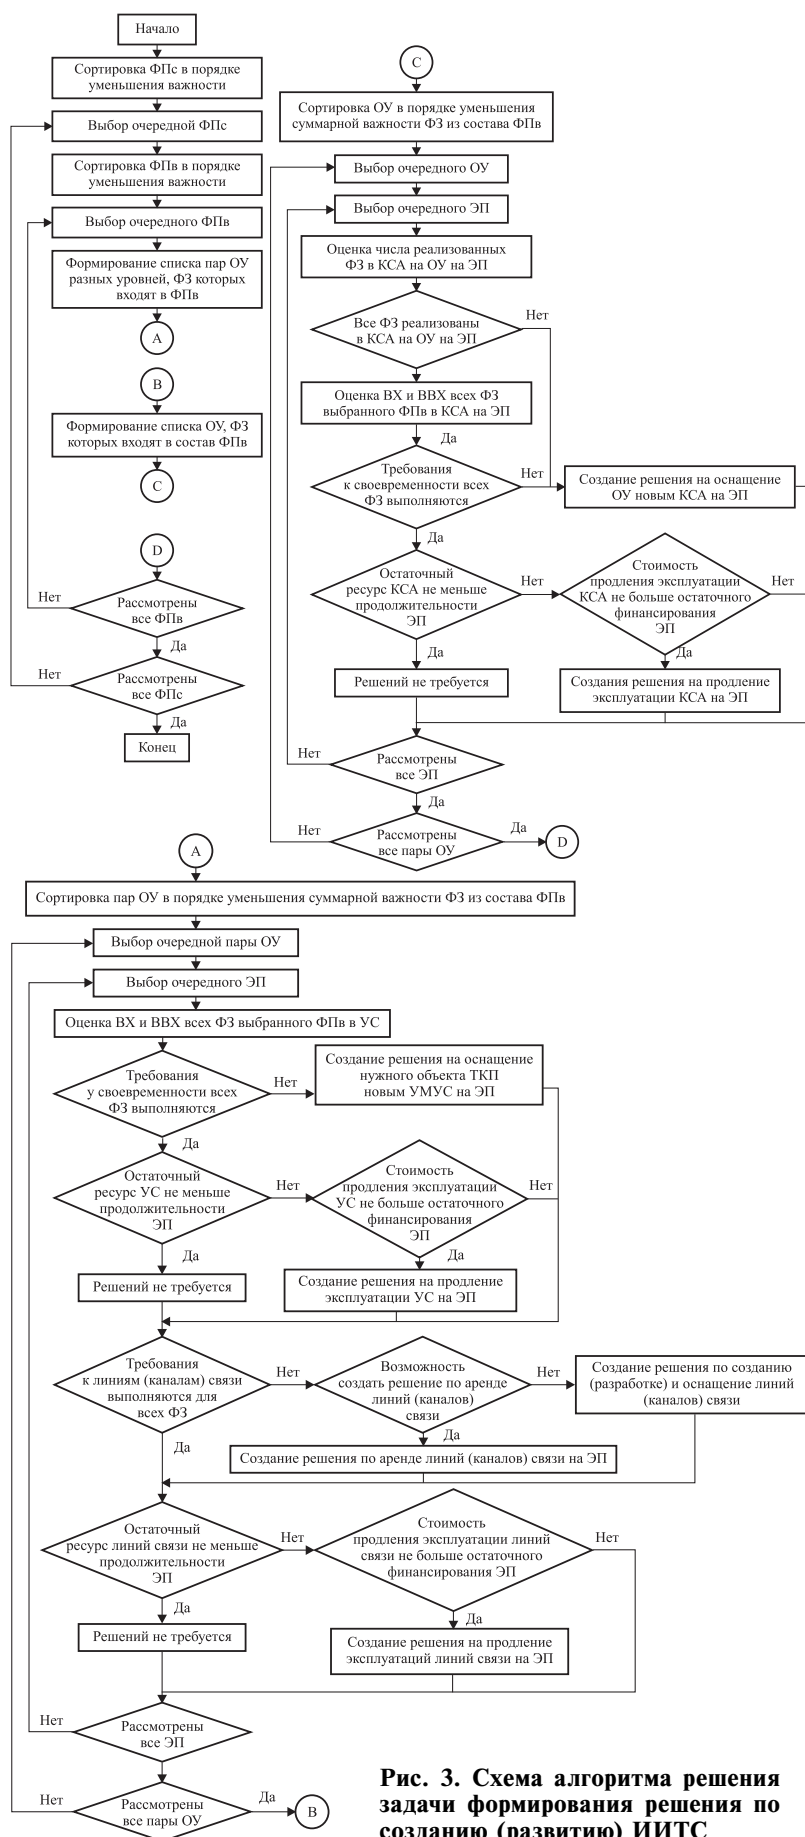 Начало
Сортировка ФПс в порядке
уменьшения важности
Выбор очередной ФПс
Сортировка ФПв в порядке
уменьшения важности
Выбор очередного ФПв
Формирование списка пар ОУ
разных уровней, ФЗ которых
входят в ФПв
A
B
Формирование списка ОУ, ФЗ
которых входят в состав ФПв
C
D
Нет
Рассмотрены
все ФПв
Да
Нет
Рассмотрены
все ФПс
Да
Конец
C
Сортировка ОУ в порядке уменьшения
суммарной важности ФЗ из состава ФПв
Выбор очередного ОУ
Выбор очередного ЭП
Оценка числа реализованных
ФЗ в КСА на ОУ на ЭП
Все ФЗ реализованы
в КСА на ОУ на ЭП
Нет
Оценка ВХ и ВВХ всех ФЗ
выбранного ФПв в КСА на ЭП
Да
Требования
к своевременности всех
ФЗ выполняются
Нет
Создание решения на оснащение
ОУ новым КСА на ЭП
Да
Остаточный
ресурс КСА не меньше
продолжительности
ЭП
Нет
Стоимость
продления эксплуатации
КСА не больше остаточного
финансирования
ЭП
Нет
Да
Да
Решений не требуется
Создания решения на продление
эксплуатации КСА на ЭП
Нет
Рассмотрены
все ЭП
Да
Нет
Рассмотрены
все пары ОУ
Да
D
A
Сортировка пар ОУ в порядке уменьшения суммарной важности ФЗ из состава ФПв
Выбор очередной пары ОУ
Выбор очередного ЭП
Оценка ВХ и ВВХ всех ФЗ выбранного ФПв в УС
Требования
у своевременности всех
ФЗ выполняются
Нет
Создание решения на оснащение
нужного объекта ТКП
новым УМУС на ЭП
Да
Остаточный
ресурс УС не меньше
продолжительности
ЭП
Нет
Стоимость
продления эксплуатации
УС не больше остаточного
финансирования
ЭП
Нет
Да
Да
Решений не требуется
Создание решения на продление
эксплуатации УС на ЭП
Требования
к линиям (каналам) связи
выполняются для
всех ФЗ
Нет
Возможность
создать решение по аренде
линий (каналов)
связи
Нет
Создание решения по созданию
(разработке) и оснащение линий
(каналов) связи
Да
Да
Создание решения по аренде линий (каналов) связи на ЭП
Остаточный
ресурс линий связи не меньше
продолжительности
ЭП
Нет
Стоимость
продления эксплуатации линий
связи не больше остаточного
финансирования ЭП
Нет
Да
Да
Решений не требуется
Создание решения на продление
эксплуатаций линий связи на ЭП
Нет
Рассмотрены
все ЭП
Да
Нет
Рассмотрены
все пары ОУ
Да
B
Рис. 3. Схема алгоритма решения
задачи формирования решения по
созданию (развитию) ИИТС